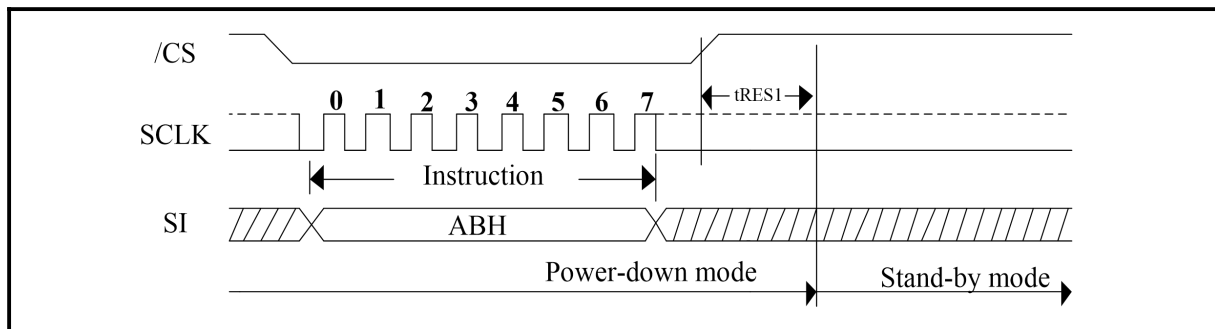 /CS
tRES1
0 1 2 3 4 5 6 7
SCLK
Instruction
SI
ABH
Power-down mode
Stand-by mode